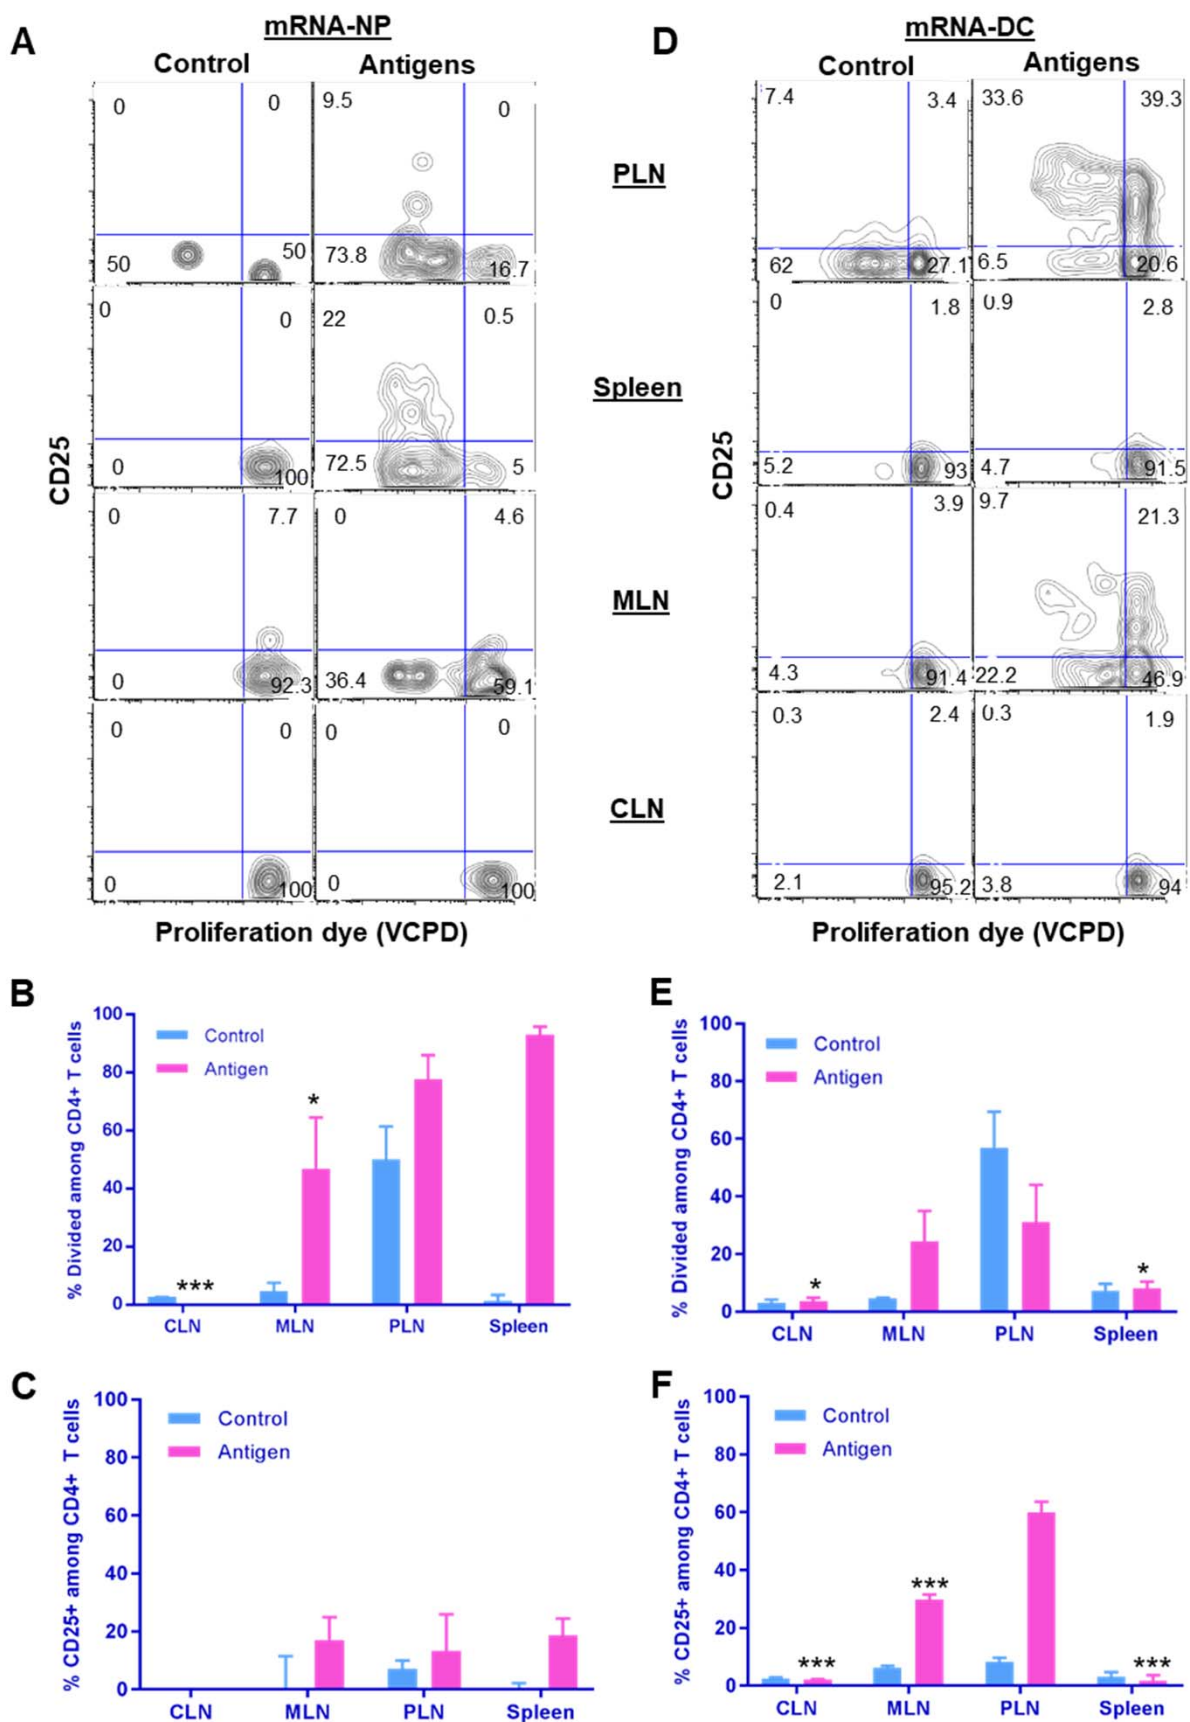 A
mRNA-NP
Control
Antigens
0
0
9.5
0
50
50
73.8
16.7
0
0
22
0.5
0
100
72.5
5
0
7.7
0
4.6
0
92.3
36.4
59.1
0
0
0
0
0
100
0
100
CD25
Proliferation dye (VCPD)
PLN
Spleen
MLN
CLN
D
mRNA-DC
Control
Antigens
7.4
3.4
33.6
39.3
62
27.1
6.5
20.6
0
1.8
0.9
2.8
5.2
93
4.7
91.5
0.4
3.9
9.7
21.3
4.3
91.4
22.2
46.9
0.3
2.4
0.3
1.9
2.1
95.2
3.8
94
CD25
Proliferation dye (VCPD)
B
% Divided among CD4+ T cells
100
80
60
40
20
0
Control
Antigen
***
*
CLN
MLN
PLN
Spleen
E
% Divided among CD4+ T cells
100
80
60
40
20
0
Control
Antigen
*
*
CLN
MLN
PLN
Spleen
C
% CD25+ among CD4+ T cells
100
80
60
40
20
0
Control
Antigen
CLN
MLN
PLN
Spleen
F
% CD25+ among CD4+ T cells
100
80
60
40
20
0
Control
Antigen
***
***
***
CLN
MLN
PLN
Spleen